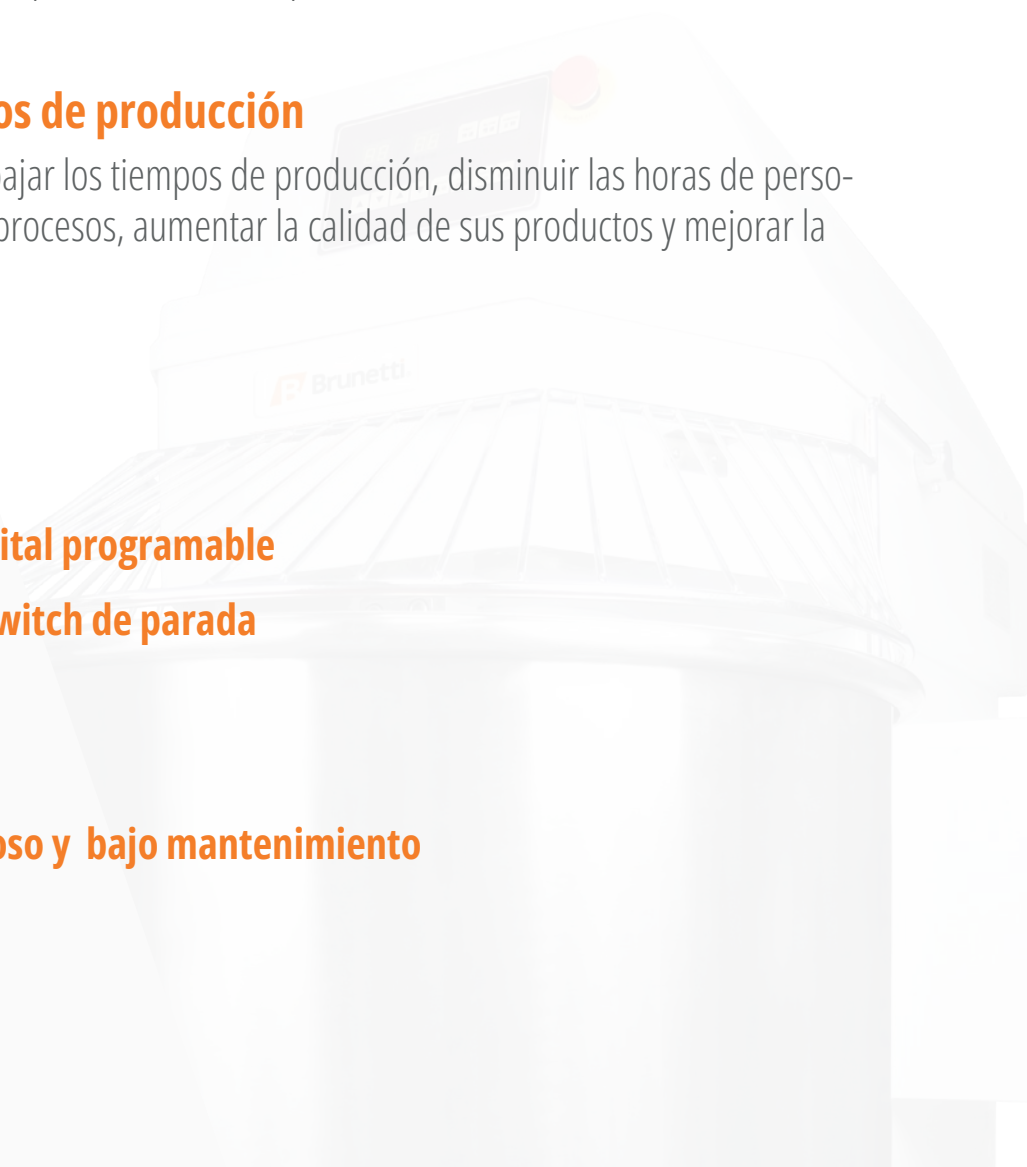 os de producción
bajar los tiempos de producción, disminuir las horas de perso-
procesos, aumentar la calidad de sus productos y mejorar la
Brunetti
ital programable
witch de parada
oso y bajo mantenimiento